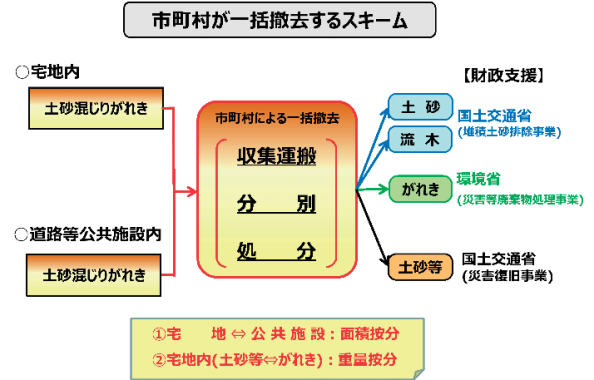 市町村が一括撤去するスキーム
○宅地内
土砂混じりがれき
○道路等公共施設内
土砂混じりがれき
市町村による一括撤去
収集運搬
分　別
処　分
【財政支援】
土 砂
流 木
国土交通省
(堆積土砂排除事業)
がれき
環境省
(災害等廃棄物処理事業)
土砂等
国土交通省
(災害復旧事業)
①宅　地⇔公 共 施 設：面積按分
②宅地内(土砂等⇔がれき)：重量按分